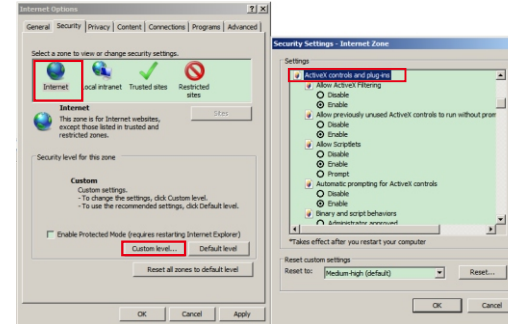 Internet Options
General Security Privacy Content Connections Programs Advanced
Select a zone to view or change security settings.
Internet Local intranet Trusted sites Restricted
sites
Internet
This zone is for Internet websites,
except those listed in trusted and
restricted zones.
Sites
Security level for this zone
Custom
Custom settings.
- To change the settings, click Custom level.
- To use the recommended settings, click Default level.
Enable Protected Mode (requires restarting Internet Explorer)
Custom level... Default level
Reset all zones to default level
OK Cancel Apply
Security Settings - Internet Zone
Settings
ActiveX controls and plug-ins
Allow ActiveX Filtering
Disable
Enable
Allow previously unused ActiveX controls to run without prom
Disable
Enable
Allow Scriptlets
Disable
Enable
Prompt
Automatic prompting for ActiveX controls
Disable
Enable
Binary and script behaviors
Administrator approved
*Takes effect after you restart your computer
Reset custom settings
Reset to: Medium-high (default) Reset...
OK Cancel